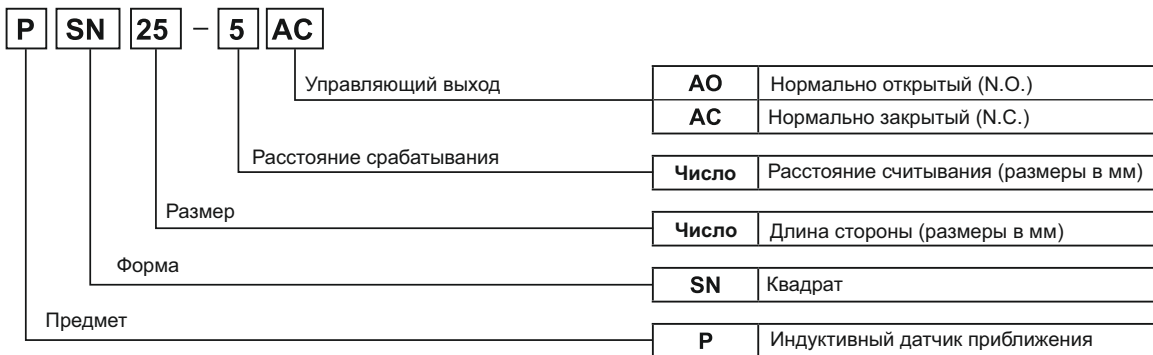 P SN 25 – 5 AC
Управляющий выход
AO Нормально открытый (N.O.)
AC Нормально закрытый (N.C.)
Расстояние срабатывания
Число Расстояние считывания (размеры в мм)
Размер
Число Длина стороны (размеры в мм)
Форма
SN Квадрат
Предмет
P Индуктивный датчик приближения